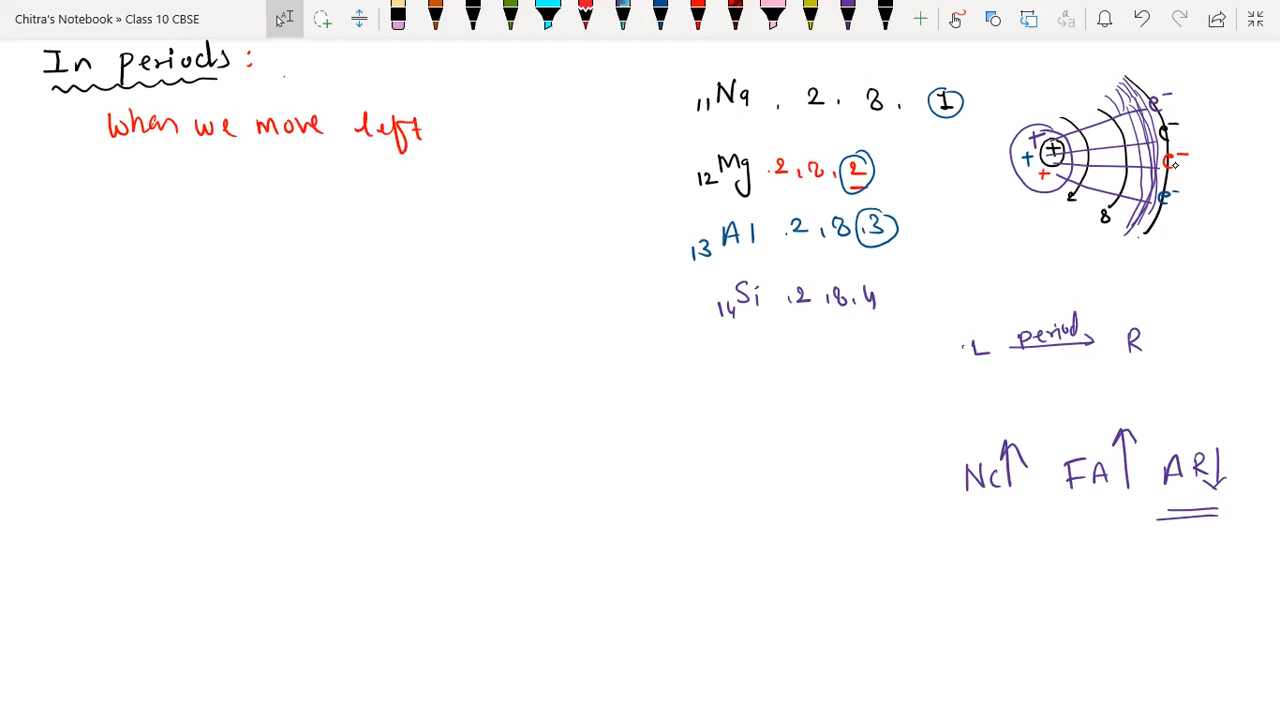 Chitra's Notebook » Class 10 CBSE
In periods :
When we move left
11Na . 2 . 8 . 1
12Mg . 2 , 8 , 2
13Al . 2 , 8 . 3
14Si . 2 , 8 . 4
+ + + +
2
8
e-
e-
e-
e-
L period → R
NC↑ FA↑ AR↓